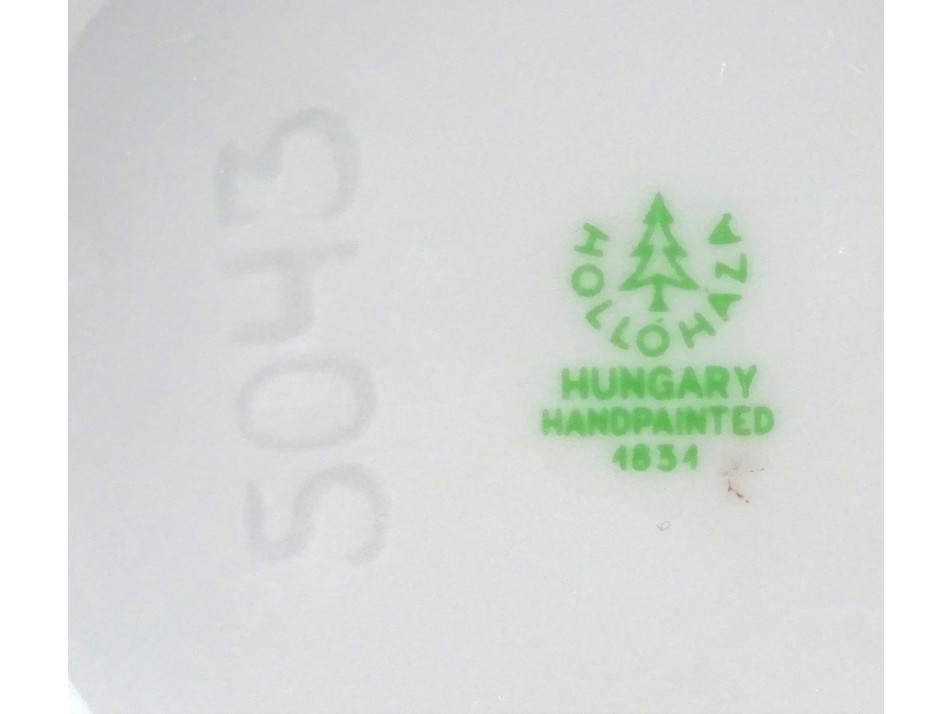 5043
HOLLÓHÁZA
HUNGARY
HANDPAINTED
1831